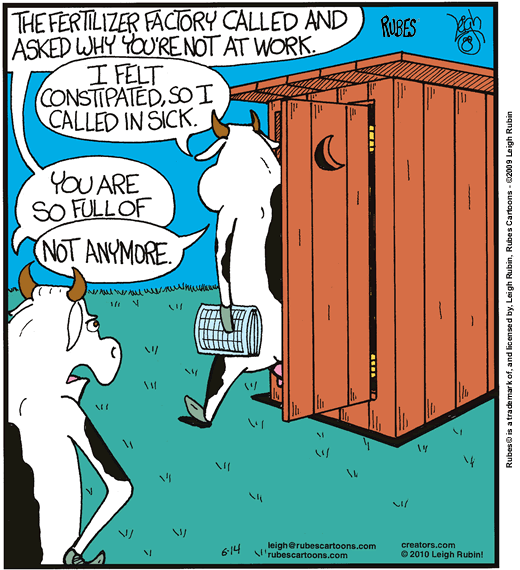 THE FERTILIZER FACTORY CALLED AND
ASKED WHY YOU'RE NOT AT WORK.
RUBES
I FELT
CONSTIPATED, SO I
CALLED IN SICK.
YOU ARE
SO FULL OF
NOT ANYMORE.
6-14
leigh@rubescartoons.com
rubescartoons.com
creators.com
© 2010 Leigh Rubin!
Rubes© is a trademark of, and licensed by, Leigh Rubin, Rubes Cartoons - ©2009 Leigh Rubin